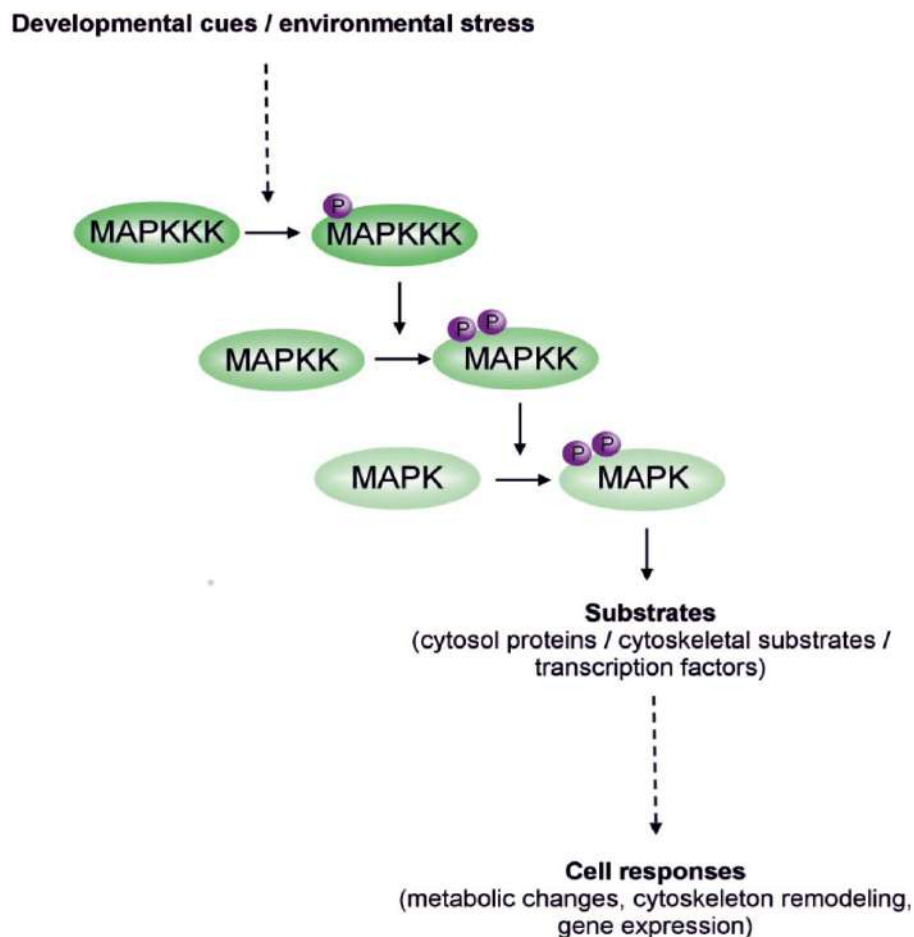 Developmental cues / environmental stress
P
MAPKKK
MAPKKK
P P
MAPKK
MAPKK
P P
MAPK
MAPK
Substrates
(cytosol proteins / cytoskeletal substrates /
transcription factors)
Cell responses
(metabolic changes, cytoskeleton remodeling,
gene expression)